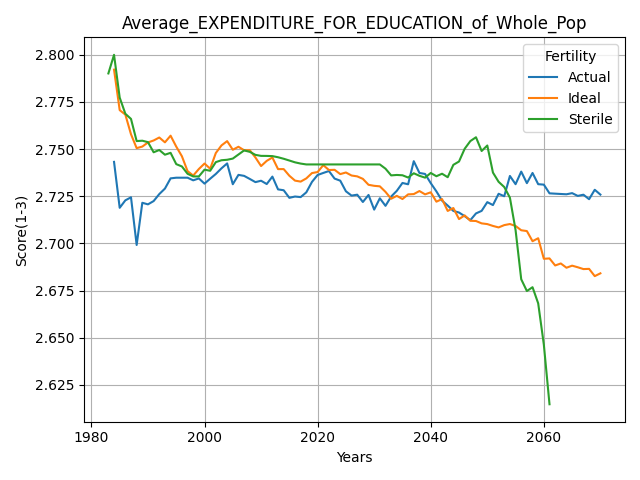 Average_EXPENDITURE_FOR_EDUCATION_of_Whole_Pop
Fertility
Actual
Ideal
Sterile
Score(1-3)
2.800
2.775
2.750
2.725
2.700
2.675
2.650
2.625
1980
2000
2020
2040
2060
Years